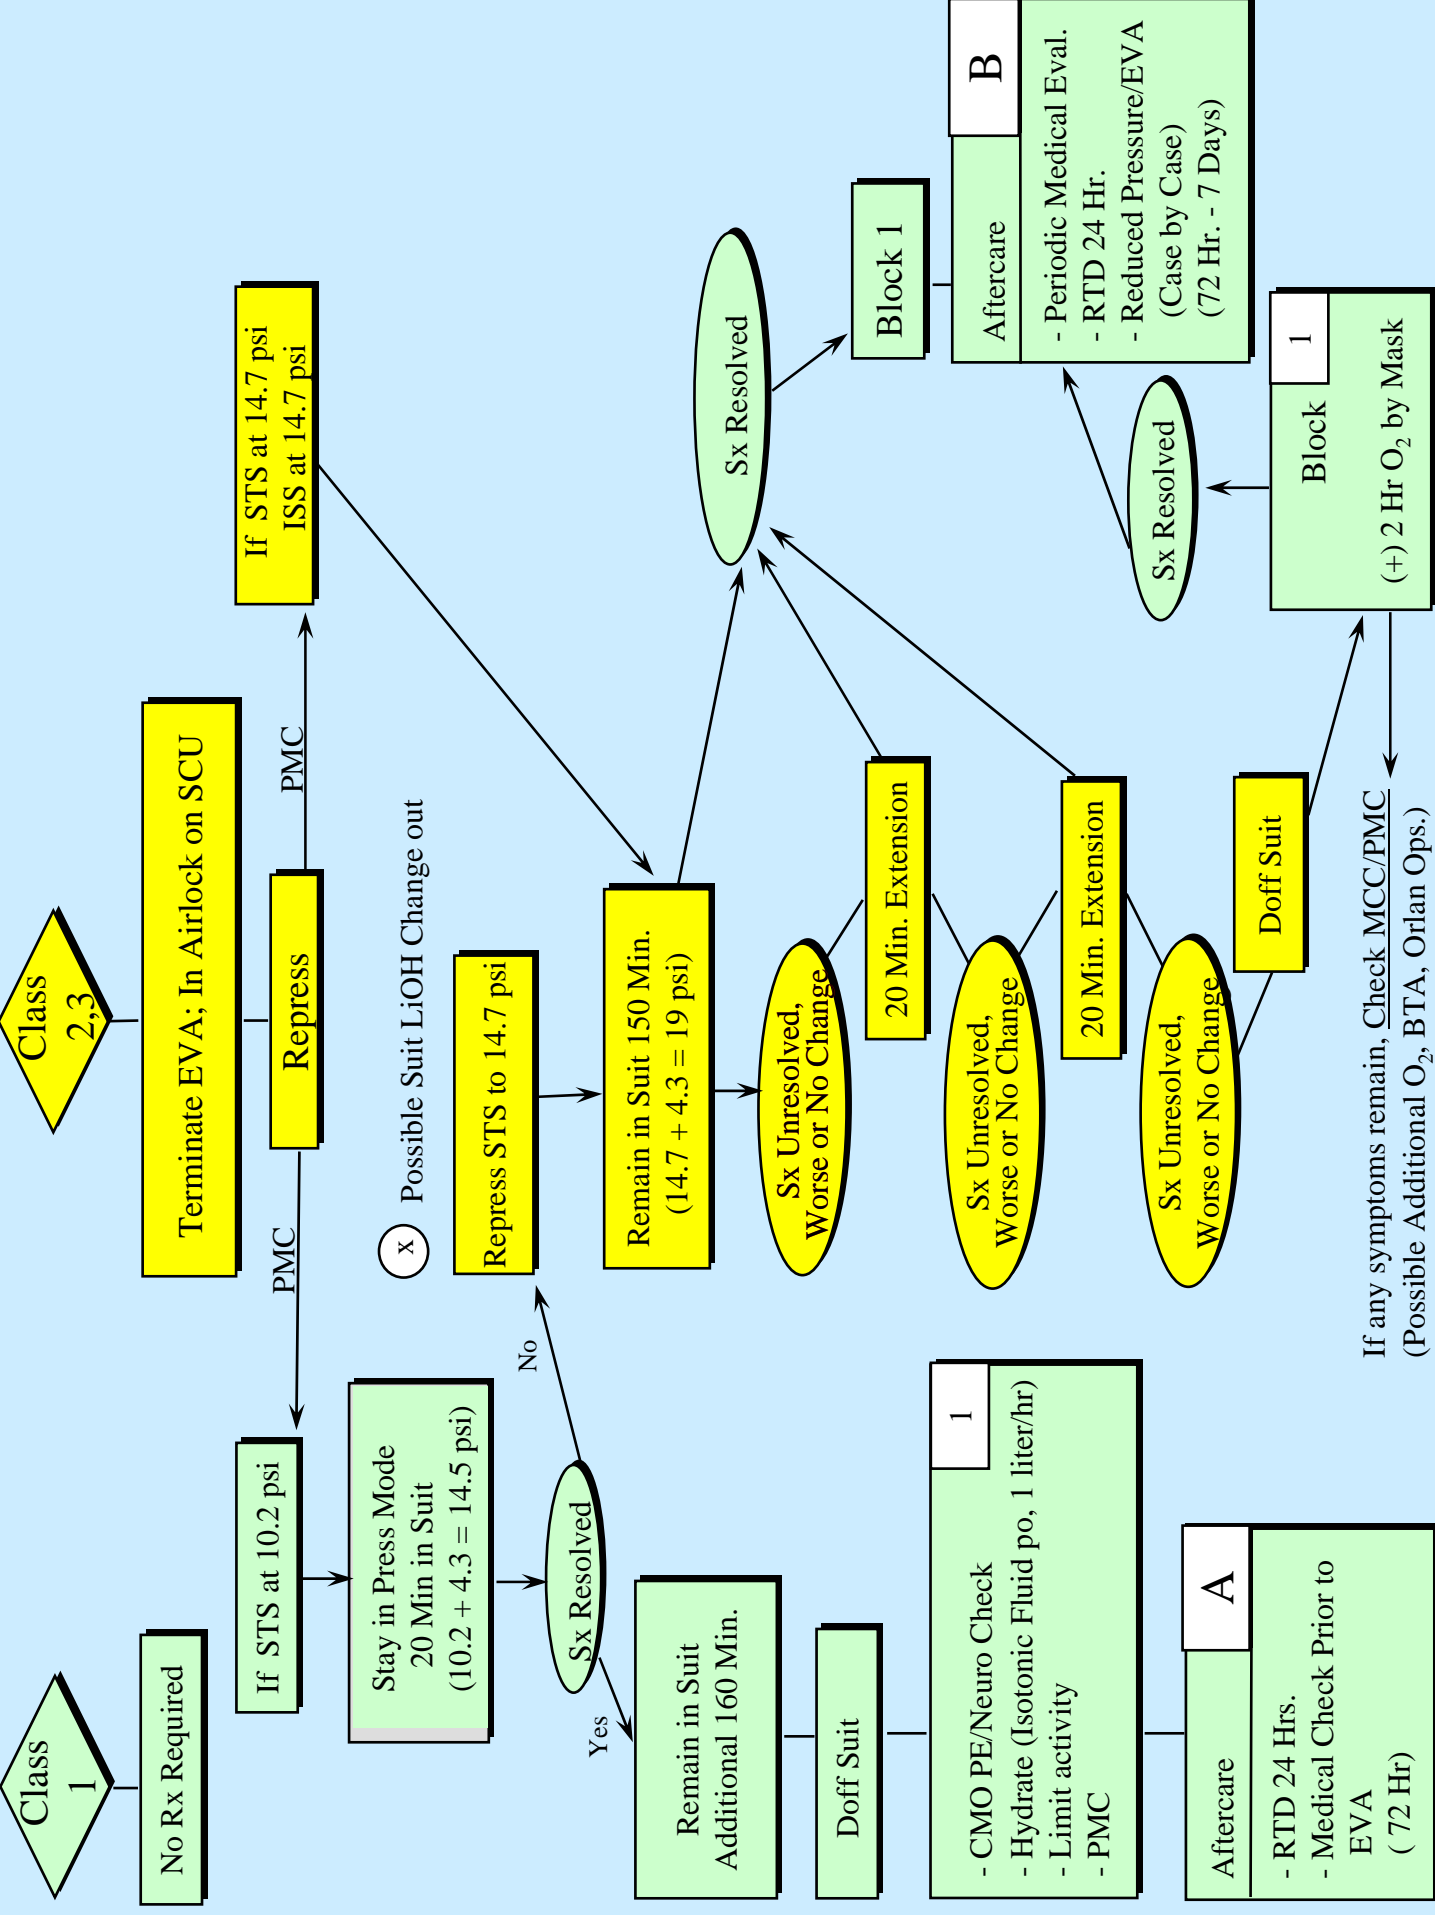 Class
1
No Rx Required
Class
2,3
Terminate EVA; In Airlock on SCU
Repress
PMC
PMC
If STS at 10.2 psi
If STS at 14.7 psi
ISS at 14.7 psi
Stay in Press Mode
20 Min in Suit
(10.2 + 4.3 = 14.5 psi)
x
Possible Suit LiOH Change out
Sx Resolved
No
Yes
Repress STS to 14.7 psi
Remain in Suit 150 Min.
(14.7 + 4.3 = 19 psi)
Remain in Suit
Additional 160 Min.
Doff Suit
1
- CMO PE/Neuro Check
- Hydrate (Isotonic Fluid po, 1 liter/hr)
- Limit activity
- PMC
Aftercare
A
- RTD 24 Hrs.
- Medical Check Prior to
EVA
( 72 Hr)
Sx Unresolved,
Worse or No Change
20 Min. Extension
Sx Unresolved,
Worse or No Change
20 Min. Extension
Sx Unresolved,
Worse or No Change
Doff Suit
Sx Resolved
Block 1
Aftercare
B
- Periodic Medical Eval.
- RTD 24 Hr.
- Reduced Pressure/EVA
(Case by Case)
(72 Hr. - 7 Days)
Sx Resolved
Block
1
(+) 2 Hr O₂ by Mask
If any symptoms remain, Check MCC/PMC
(Possible Additional O₂, BTA, Orlan Ops.)